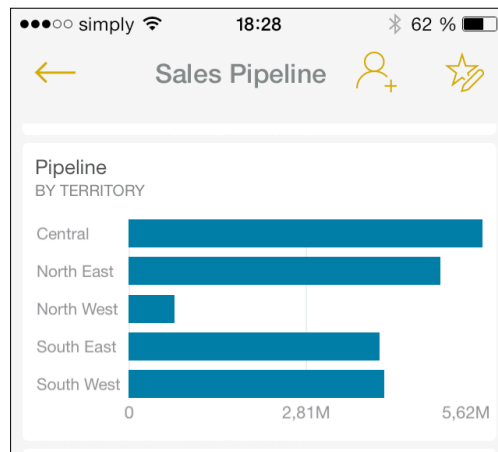 simply 18:28 62 %
Sales Pipeline
Pipeline
BY TERRITORY
Central
North East
North West
South East
South West
0 2,81M 5,62M